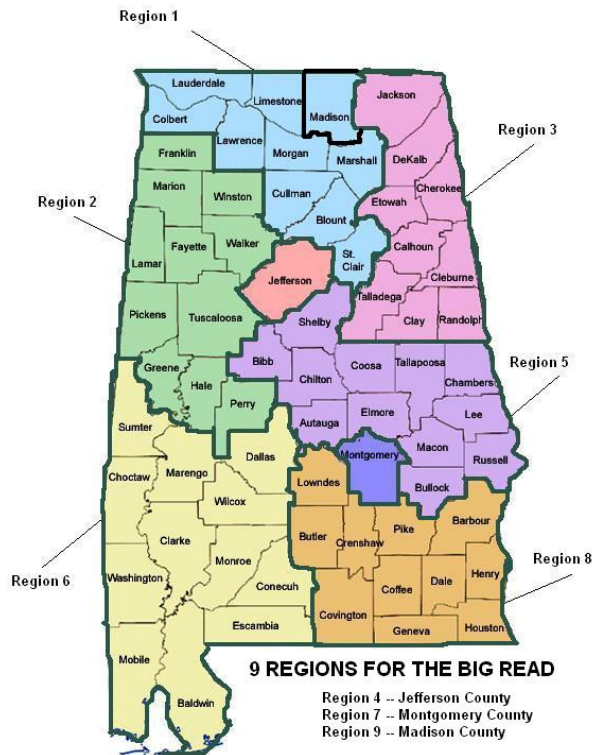 Region 1
Lauderdale
Limestone
Madison
Jackson
Colbert
Lawrence
Morgan
Marshall
DeKalb
Region 3
Franklin
Cherokee
Marion
Winston
Cullman
Etowah
Region 2
Blount
Walker
Fayette
Lamar
St.
Clair
Calhoun
Jefferson
Cleburne
Talladega
Pickens
Tuscaloosa
Shelby
Clay
Randolph
Greene
Hale
Bibb
Chilton
Coosa
Tallapoosa
Chambers
Region 5
Perry
Autauga
Elmore
Lee
Sumter
Macon
Dallas
Montgomery
Russell
Choctaw
Marengo
Lowndes
Bullock
Wilcox
Region 6
Clarke
Butler
Crenshaw
Pike
Barbour
Monroe
Washington
Conecuh
Coffee
Dale
Henry
Region 8
Covington
Escambia
Geneva
Houston
Mobile
Baldwin
9 REGIONS FOR THE BIG READ
Region 4 -- Jefferson County
Region 7 -- Montgomery County
Region 9 -- Madison County